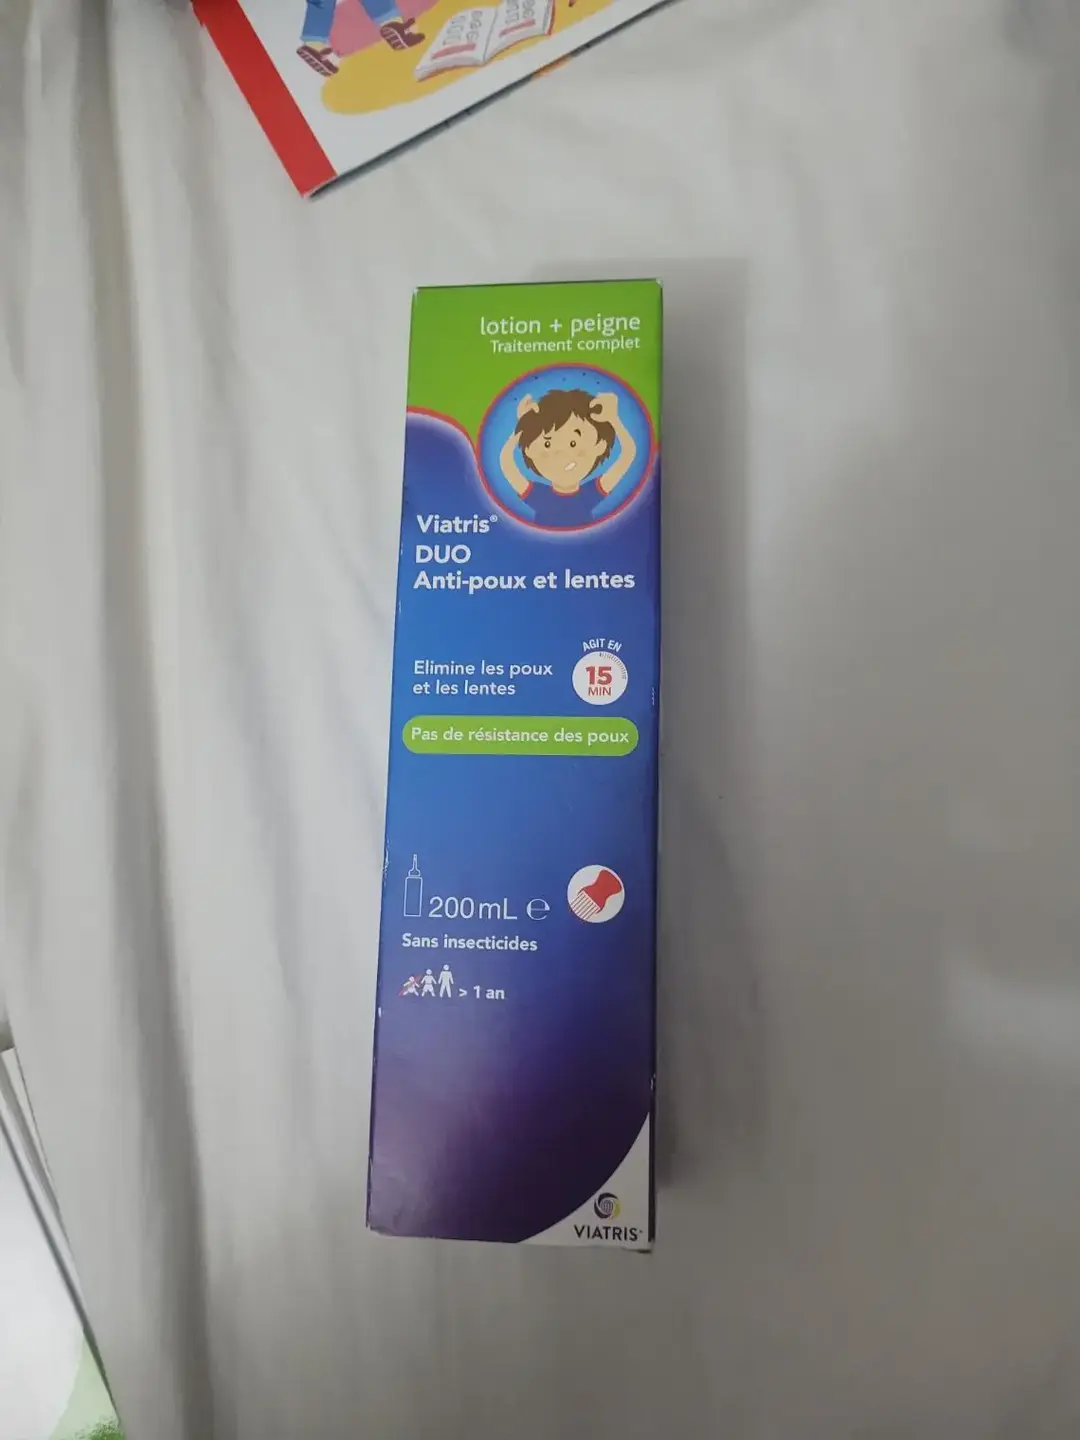 lotion + peigne
Traitement complet
Viatris®
DUO
Anti-poux et lentes
AGIT EN
15
MIN
Elimine les poux
et les lentes
Pas de résistance des poux
200mL ℮
Sans insecticides
> 1 an
VIATRIS